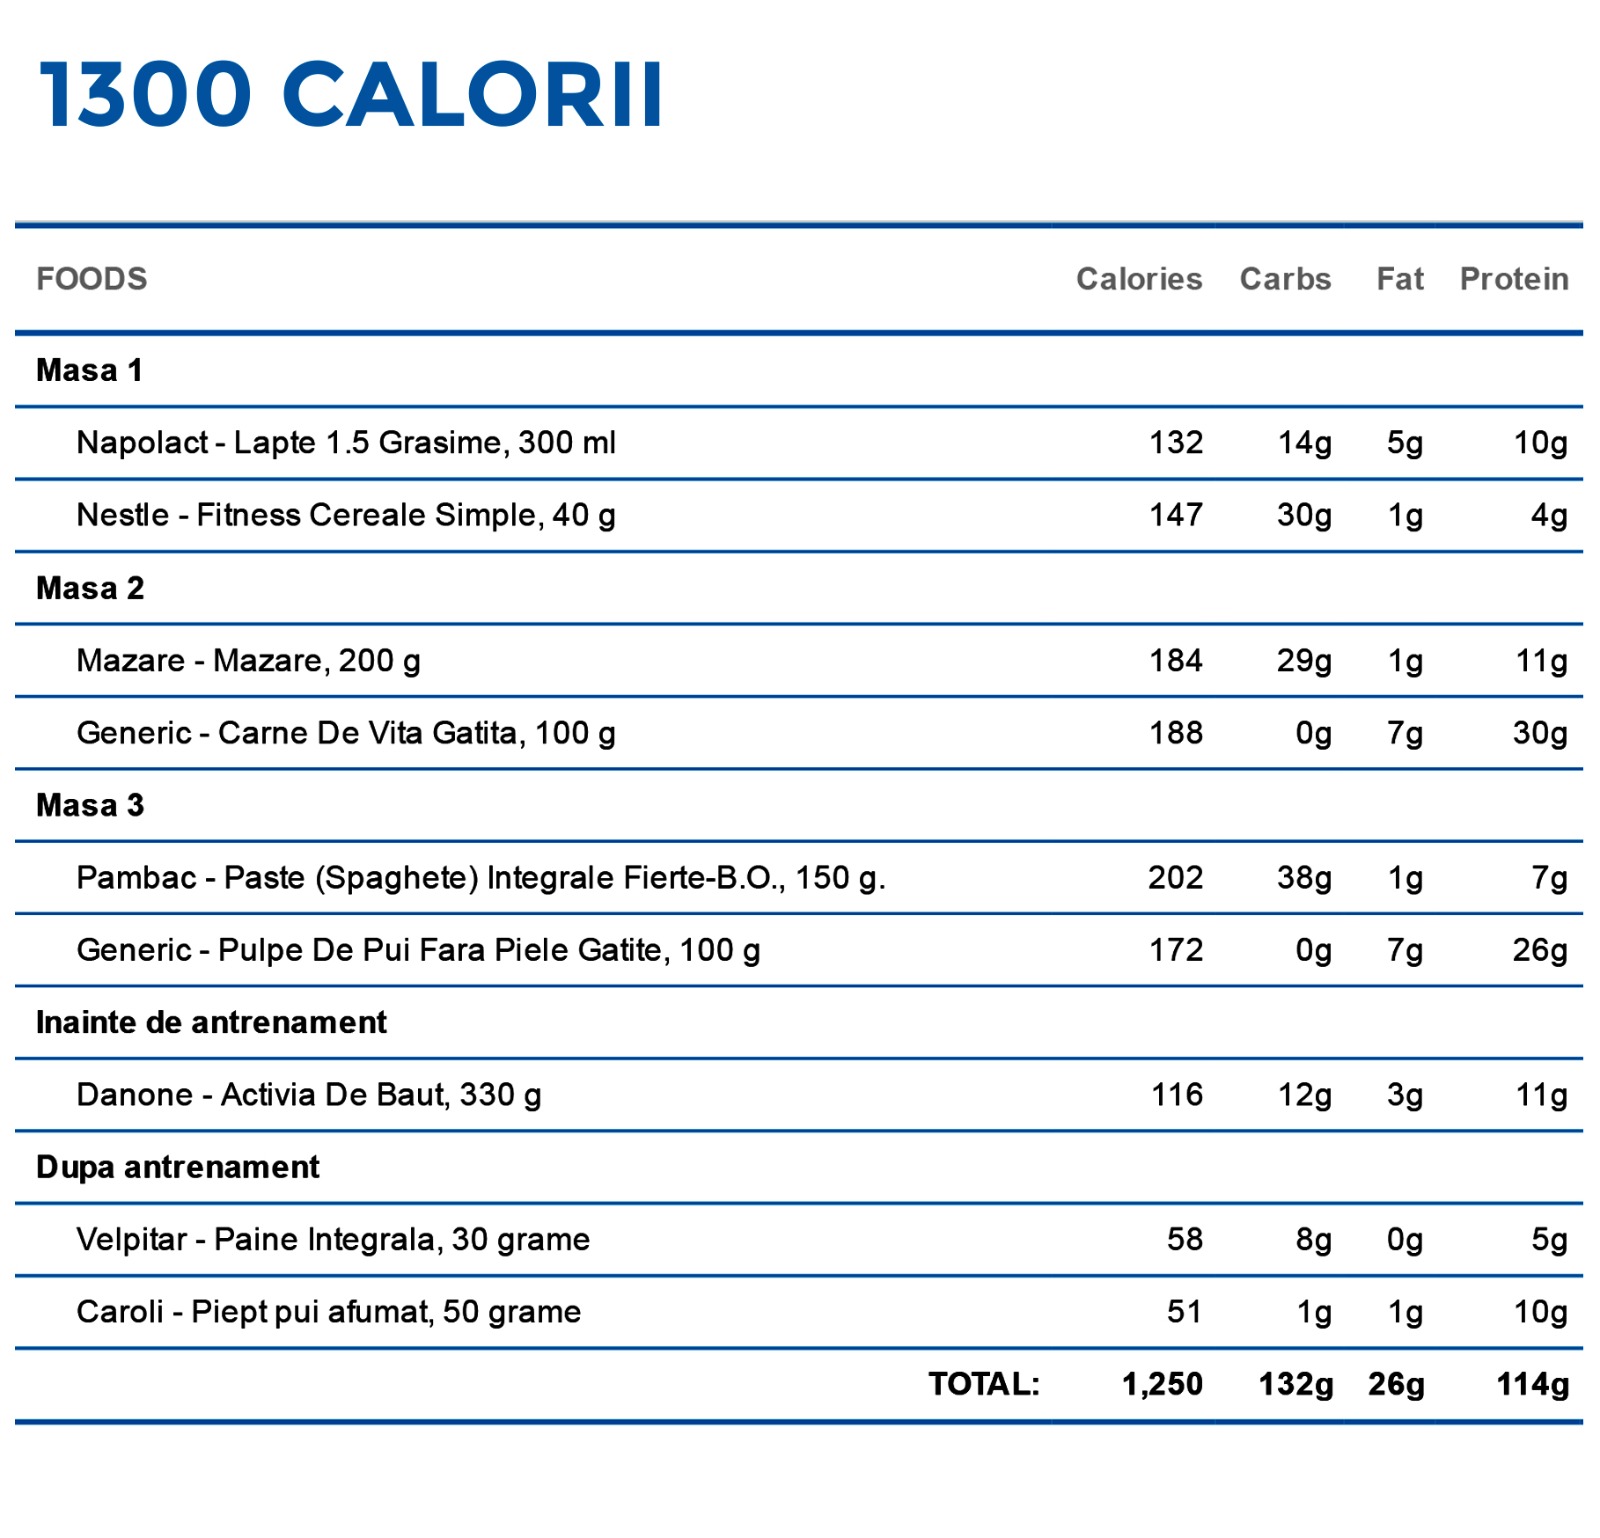 1300 CALORII
FOODS Calories Carbs Fat Protein
Masa 1
Napolact - Lapte 1.5 Grasime, 300 ml 132 14g 5g 10g
Nestle - Fitness Cereale Simple, 40 g 147 30g 1g 4g
Masa 2
Mazare - Mazare, 200 g 184 29g 1g 11g
Generic - Carne De Vita Gatita, 100 g 188 0g 7g 30g
Masa 3
Pambac - Paste (Spaghete) Integrale Fierte-B.O., 150 g. 202 38g 1g 7g
Generic - Pulpe De Pui Fara Piele Gatite, 100 g 172 0g 7g 26g
Inainte de antrenament
Danone - Activia De Baut, 330 g 116 12g 3g 11g
Dupa antrenament
Velpitar - Paine Integrala, 30 grame 58 8g 0g 5g
Caroli - Piept pui afumat, 50 grame 51 1g 1g 10g
TOTAL: 1,250 132g 26g 114g